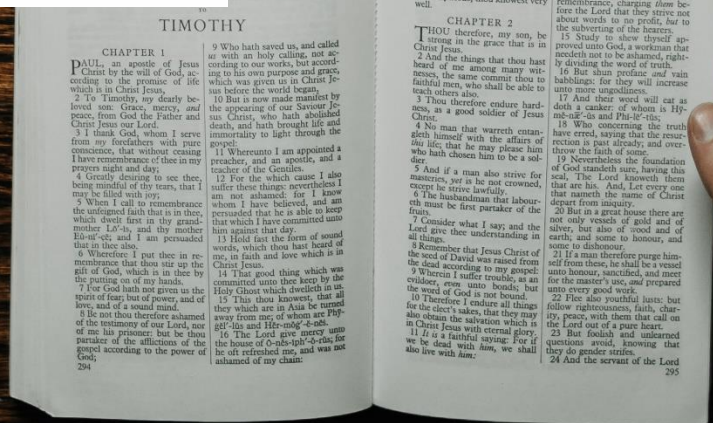 TO
TIMOTHY
CHAPTER 1
PAUL, an apostle of Jesus
Christ by the will of God, ac-
cording to the promise of life
which is in Christ Jesus,
2 To Timothy, my dearly be-
loved son: Grace, mercy, and
peace, from God the Father and
Christ Jesus our Lord.
3 I thank God, whom I serve
from my forefathers with pure
conscience, that without ceasing
I have remembrance of thee in my
prayers night and day;
4 Greatly desiring to see thee,
being mindful of thy tears, that I
may be filled with joy;
5 When I call to remembrance
the unfeigned faith that is in thee,
which dwelt first in thy grand-
mother Lō'-is, and thy mother
Eū-nī'-çē; and I am persuaded
that in thee also.
6 Wherefore I put thee in re-
membrance that thou stir up the
gift of God, which is in thee by
the putting on of my hands.
7 For God hath not given us the
spirit of fear; but of power, and of
love, and of a sound mind.
8 Be not thou therefore ashamed
of the testimony of our Lord, nor
of me his prisoner: but be thou
partaker of the afflictions of the
gospel according to the power of
God;
294
9 Who hath saved us, and called
us with an holy calling, not ac-
cording to our works, but accord-
ing to his own purpose and grace,
which was given us in Christ Je-
sus before the world began,
10 But is now made manifest by
the appearing of our Saviour Je-
sus Christ, who hath abolished
death, and hath brought life and
immortality to light through the
gospel:
11 Whereunto I am appointed a
preacher, and an apostle, and a
teacher of the Gentiles.
12 For the which cause I also
suffer these things: nevertheless I
am not ashamed: for I know
whom I have believed, and am
persuaded that he is able to keep
that which I have committed unto
him against that day.
13 Hold fast the form of sound
words, which thou hast heard of
me, in faith and love which is in
Christ Jesus.
14 That good thing which was
committed unto thee keep by the
Holy Ghost which dwelleth in us.
15 This thou knowest, that all
they which are in Asia be turned
away from me; of whom are Phȳ-
gĕl'-lŭs and Hĕr-mŏg'-ĕ-nēs.
16 The Lord give mercy unto
the house of Ŏ-nĕs-ĭph'-ŏ-rŭs; for
he oft refreshed me, and was not
ashamed of my chain:
well.
CHAPTER 2
THOU therefore, my son, be
strong in the grace that is in
Christ Jesus.
2 And the things that thou hast
heard of me among many wit-
nesses, the same commit thou to
faithful men, who shall be able to
teach others also.
3 Thou therefore endure hard-
ness, as a good soldier of Jesus
Christ.
4 No man that warreth entan-
gleth himself with the affairs of
this life; that he may please him
who hath chosen him to be a sol-
dier.
5 And if a man also strive for
masteries, yet is he not crowned,
except he strive lawfully.
6 The husbandman that labour-
eth must be first partaker of the
fruits.
7 Consider what I say; and the
Lord give thee understanding in
all things.
8 Remember that Jesus Christ of
the seed of David was raised from
the dead according to my gospel:
9 Wherein I suffer trouble, as an
evildoer, even unto bonds; but
the word of God is not bound.
10 Therefore I endure all things
for the elect's sakes, that they may
also obtain the salvation which is
in Christ Jesus with eternal glory.
11 It is a faithful saying: For if
we be dead with him, we shall
also live with him:
remembrance, charging them be-
fore the Lord that they strive not
about words to no profit, but to
the subverting of the hearers.
15 Study to shew thyself ap-
proved unto God, a workman that
needeth not to be ashamed, right-
ly dividing the word of truth.
16 But shun profane and vain
babblings: for they will increase
unto more ungodliness.
17 And their word will eat as
doth a canker: of whom is Hȳ-
mĕ-næ'-ŭs and Phī-lē'-tŭs;
18 Who concerning the truth
have erred, saying that the resur-
rection is past already; and over-
throw the faith of some.
19 Nevertheless the foundation
of God standeth sure, having this
seal, The Lord knoweth them
that are his. And, Let every one
that nameth the name of Christ
depart from iniquity.
20 But in a great house there are
not only vessels of gold and of
silver, but also of wood and of
earth; and some to honour, and
some to dishonour.
21 If a man therefore purge him-
self from these, he shall be a vessel
unto honour, sanctified, and meet
for the master's use, and prepared
unto every good work.
22 Flee also youthful lusts: but
follow righteousness, faith, char-
ity, peace, with them that call on
the Lord out of a pure heart.
23 But foolish and unlearned
questions avoid, knowing that
they do gender strifes.
24 And the servant of the Lord
295